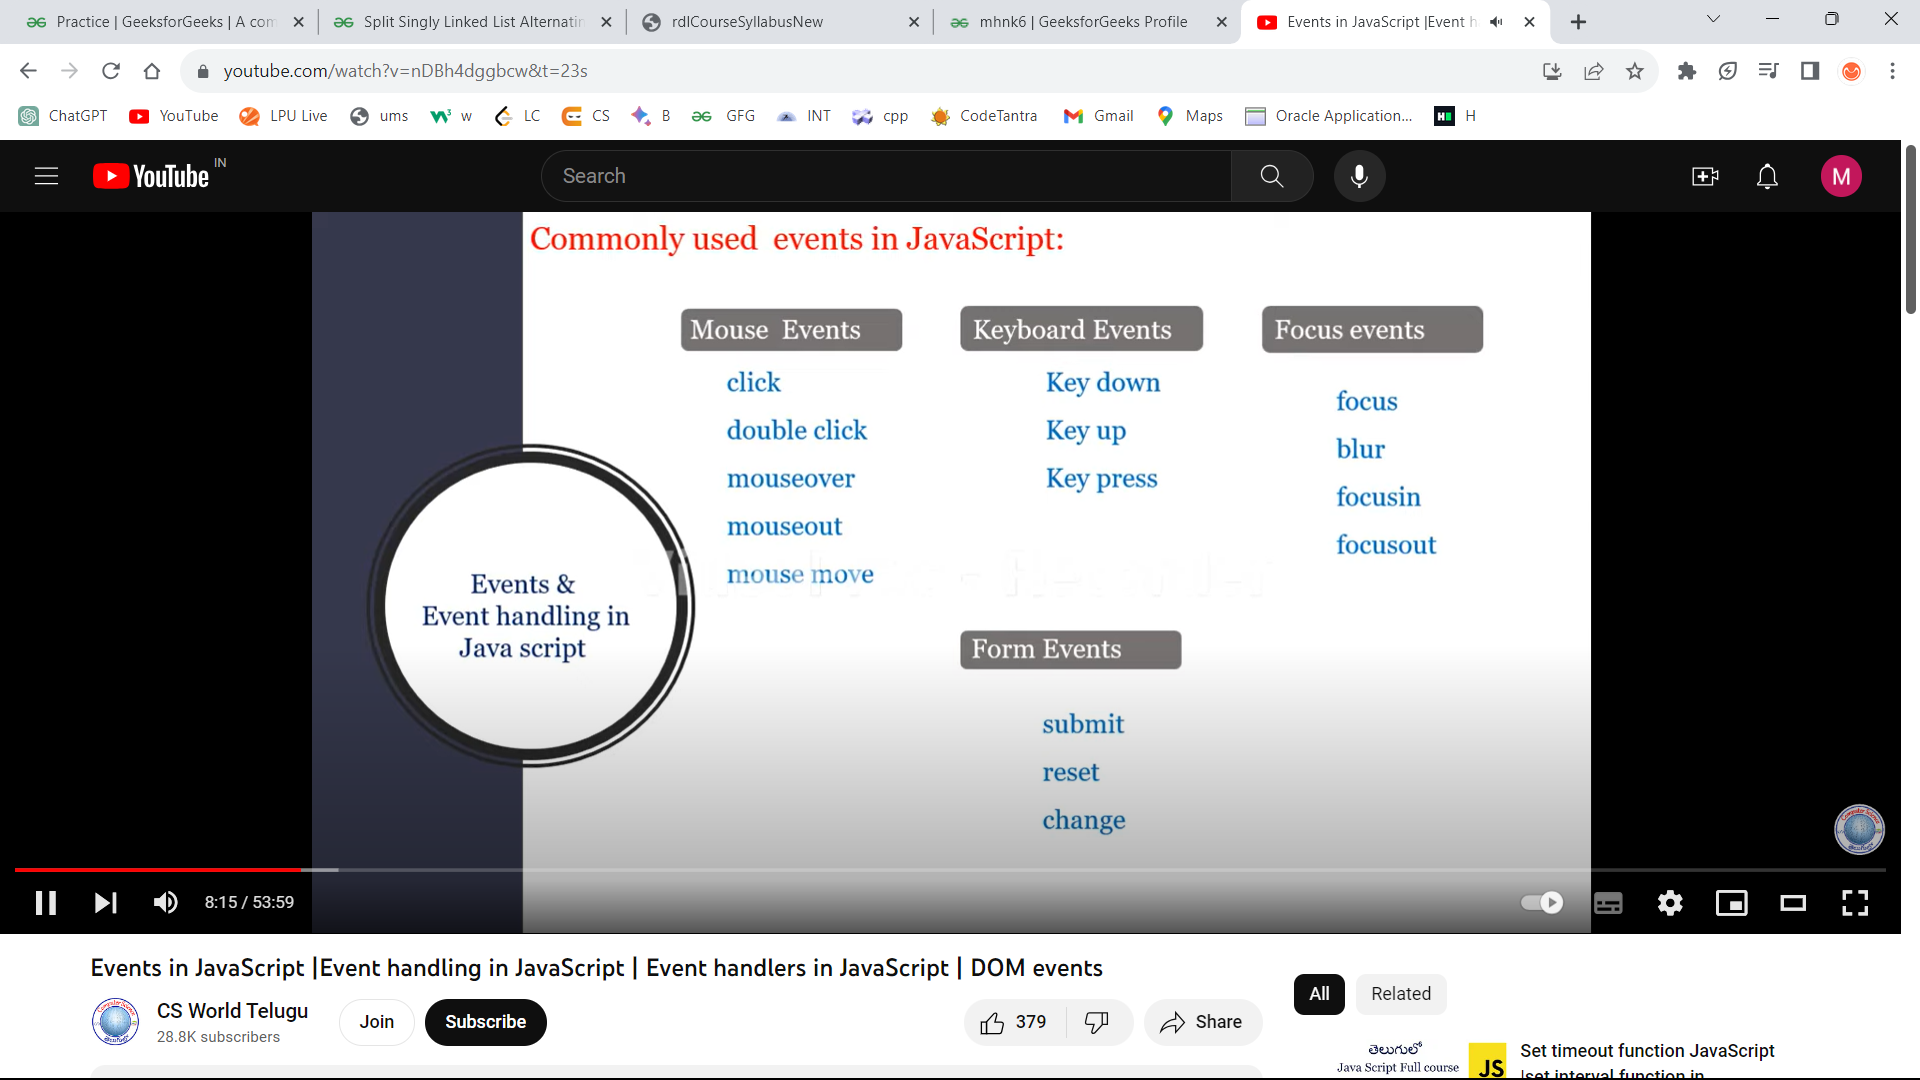 Practice | GeeksforGeeks | A com
Split Singly Linked List Alternatin
rdlCourseSyllabusNew
mhnk6 | GeeksforGeeks Profile
Events in JavaScript |Event h
youtube.com/watch?v=nDBh4dggbcw&t=23s
ChatGPT YouTube LPU Live ums w LC CS B GFG INT cpp CodeTantra Gmail Maps Oracle Application... H
YouTube IN
Search
M
Commonly used events in JavaScript:
Mouse Events
click
double click
mouseover
mouseout
mouse move
Keyboard Events
Key down
Key up
Key press
Focus events
focus
blur
focusin
focusout
Events &
Event handling in
Java script
Form Events
submit
reset
change
8:15 / 53:59
Events in JavaScript |Event handling in JavaScript | Event handlers in JavaScript | DOM events
CS World Telugu
28.8K subscribers
Join
Subscribe
379
Share
All
Related
తెలుగులో
Java Script Full course
JS
Set timeout function JavaScript
|set interval function in